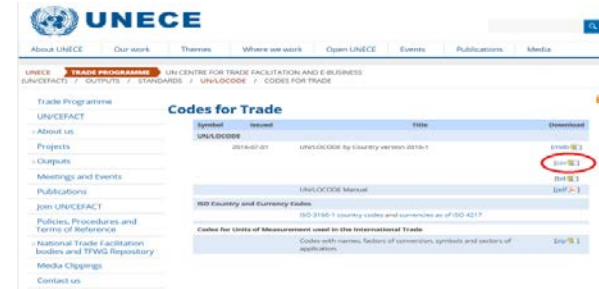 UNECE
About UNECE Our work Themes Where we work Open UNECE Events Publications Media
UNECE TRADE PROGRAMME UN CENTRE FOR TRADE FACILITATION AND E-BUSINESS
(UN/CEFACT) / OUTPUTS / STANDARDS / UN/LOCODE / CODES FOR TRADE
Trade Programme
UN/CEFACT
About us
Projects
Outputs
Meetings and Events
Publications
Join UN/CEFACT
Policies, Procedures and
Terms of Reference
National Trade Facilitation
bodies and TFWG Repository
Media Clippings
Contact us
Codes for Trade
Symbol Issued Title Download
UN/LOCODE
2016-07-01 UN/LOCODE by Country version 2016-1 [mdb]
[csv]
[txt]
UN/LOCODE Manual [pdf]
ISO Country and Currency Codes
ISO 3166-1 country codes and currencies as of ISO 4217
Codes for Units of Measurement used in the International Trade
Codes with names, factors of conversion, symbols and sectors of [zip]
application.